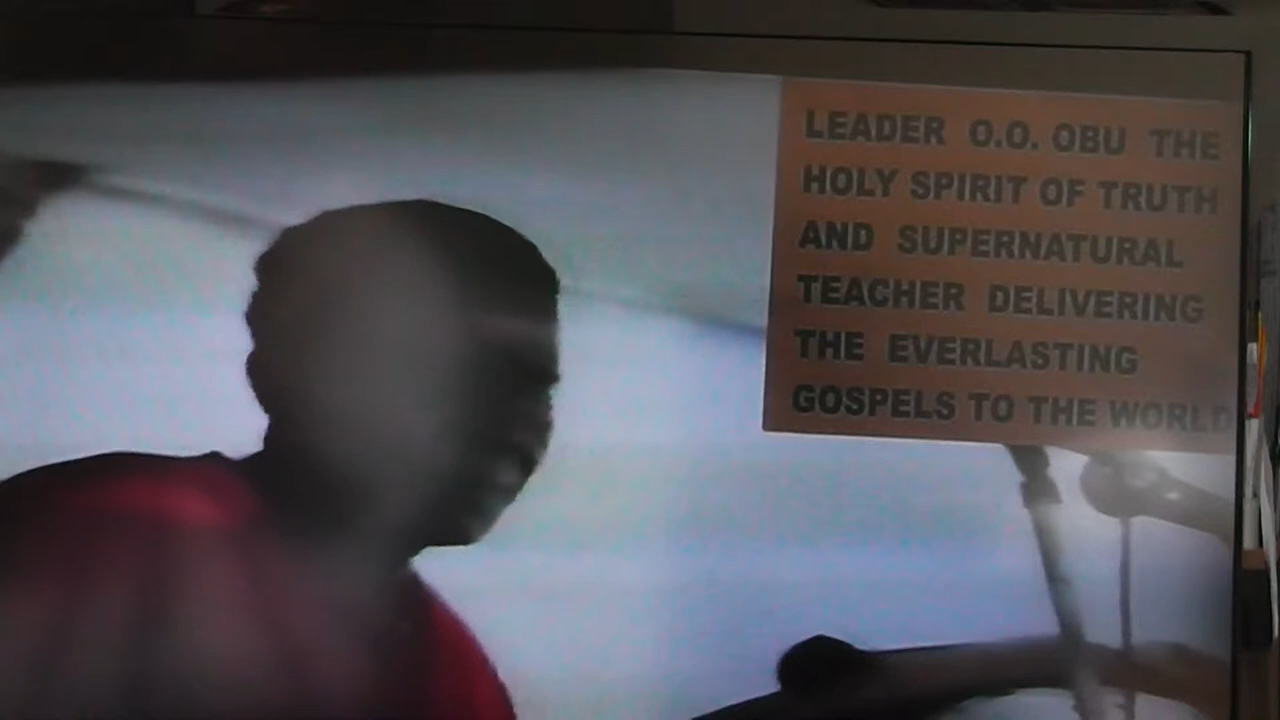 LEADER O.O. OBU THE
HOLY SPIRIT OF TRUTH
AND SUPERNATURAL
TEACHER DELIVERING
THE EVERLASTING
GOSPELS TO THE WORLD